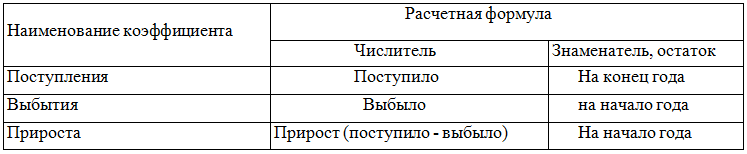 Наименование коэффициента
Расчетная формула
Числитель
Знаменатель, остаток
Поступления
Поступило
На конец года
Выбытия
Выбыло
на начало года
Прироста
Прирост (поступило - выбыло)
На начало года